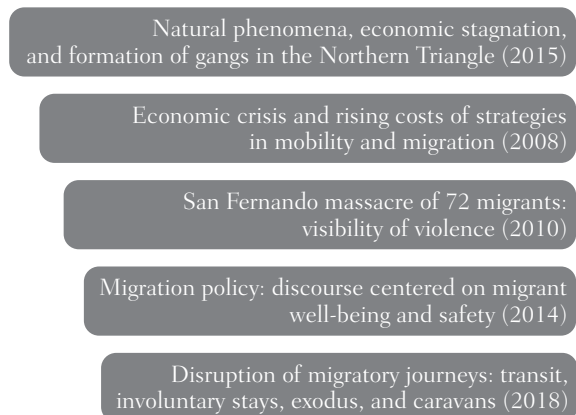 Natural phenomena, economic stagnation,
and formation of gangs in the Northern Triangle (2015)
Economic crisis and rising costs of strategies
in mobility and migration (2008)
San Fernando massacre of 72 migrants:
visibility of violence (2010)
Migration policy: discourse centered on migrant
well-being and safety (2014)
Disruption of migratory journeys: transit,
involuntary stays, exodus, and caravans (2018)